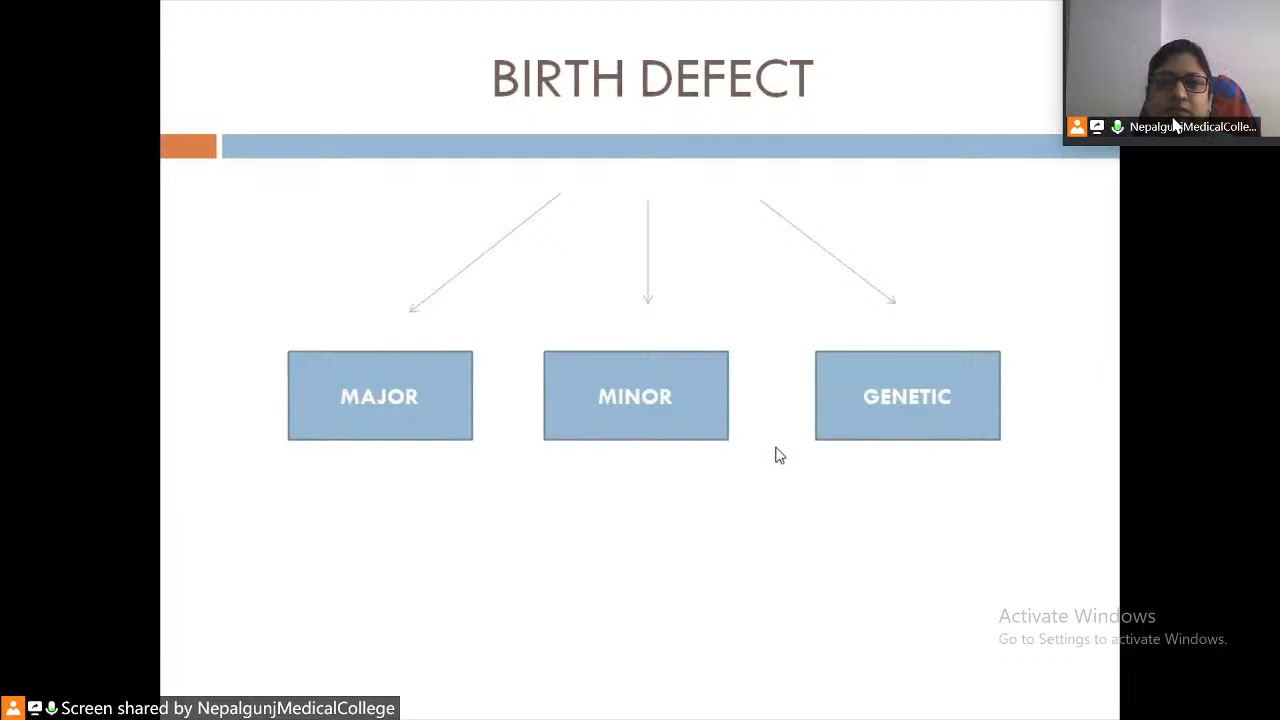 BIRTH DEFECT
NepalgunjMedicalColle...
MAJOR
MINOR
GENETIC
Activate Windows
Go to Settings to activate Windows.
Screen shared by NepalgunjMedicalCollege